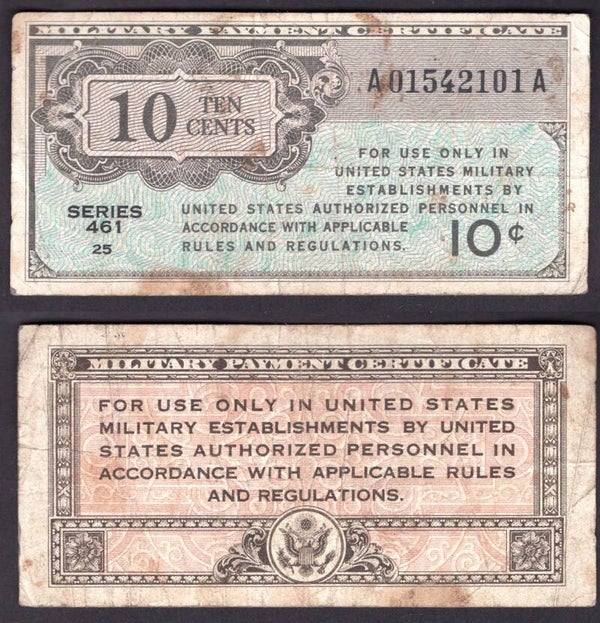 MILITARY PAYMENT CERTIFICATE
A01542101A
10 TEN CENTS
FOR USE ONLY IN
UNITED STATES MILITARY
ESTABLISHMENTS BY
UNITED STATES AUTHORIZED PERSONNEL IN
ACCORDANCE WITH APPLICABLE
RULES AND REGULATIONS.
SERIES
461
25
10¢
MILITARY PAYMENT CERTIFICATE
FOR USE ONLY IN UNITED STATES
MILITARY ESTABLISHMENTS BY UNITED
STATES AUTHORIZED PERSONNEL IN
ACCORDANCE WITH APPLICABLE RULES
AND REGULATIONS.